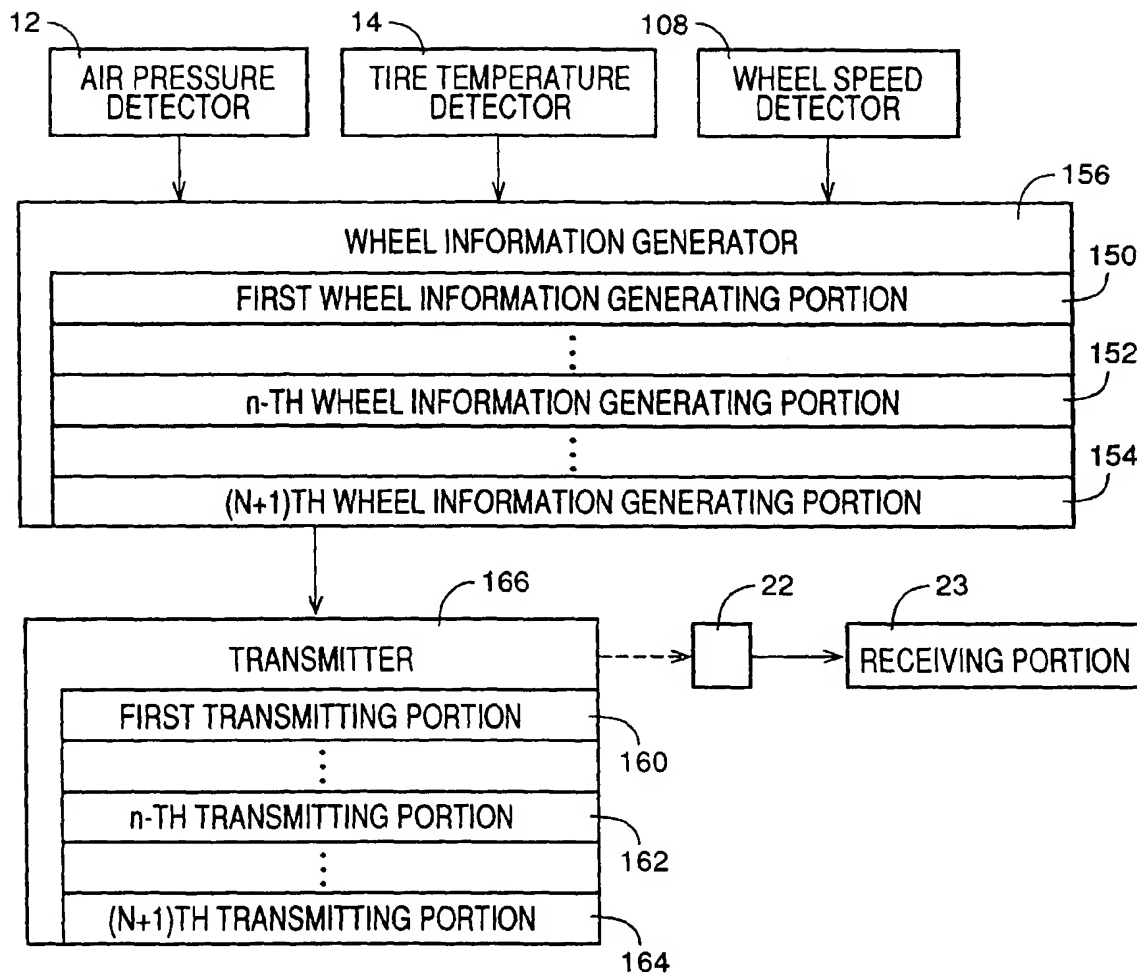 12
14
108
AIR PRESSURE
DETECTOR
TIRE TEMPERATURE
DETECTOR
WHEEL SPEED
DETECTOR
156
WHEEL INFORMATION GENERATOR
150
FIRST WHEEL INFORMATION GENERATING PORTION
152
n-TH WHEEL INFORMATION GENERATING PORTION
154
(N+1)TH WHEEL INFORMATION GENERATING PORTION
166
22
23
TRANSMITTER
RECEIVING PORTION
FIRST TRANSMITTING PORTION
160
n-TH TRANSMITTING PORTION
162
(N+1)TH TRANSMITTING PORTION
164